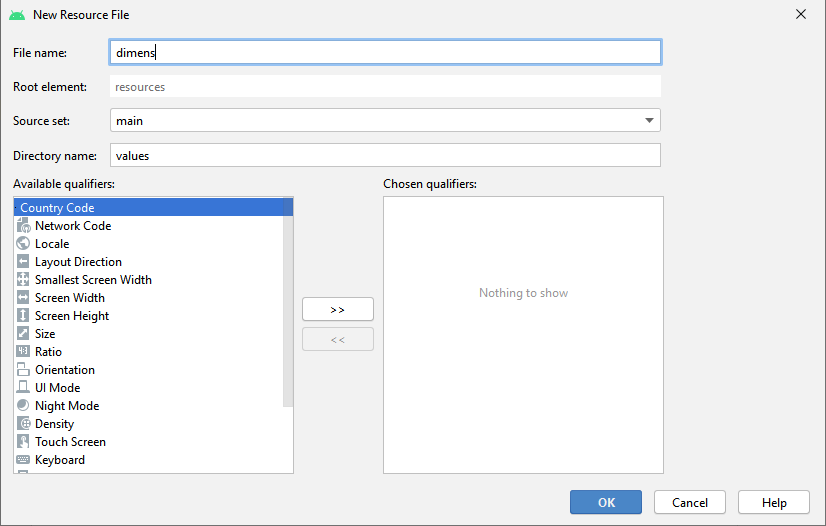 New Resource File
File name:
dimens
Root element:
resources
Source set:
main
Directory name:
values
Available qualifiers:
Chosen qualifiers:
Country Code
Network Code
Locale
Layout Direction
Smallest Screen Width
Screen Width
Screen Height
Size
Ratio
Orientation
UI Mode
Night Mode
Density
Touch Screen
Keyboard
>>
<<
Nothing to show
OK
Cancel
Help